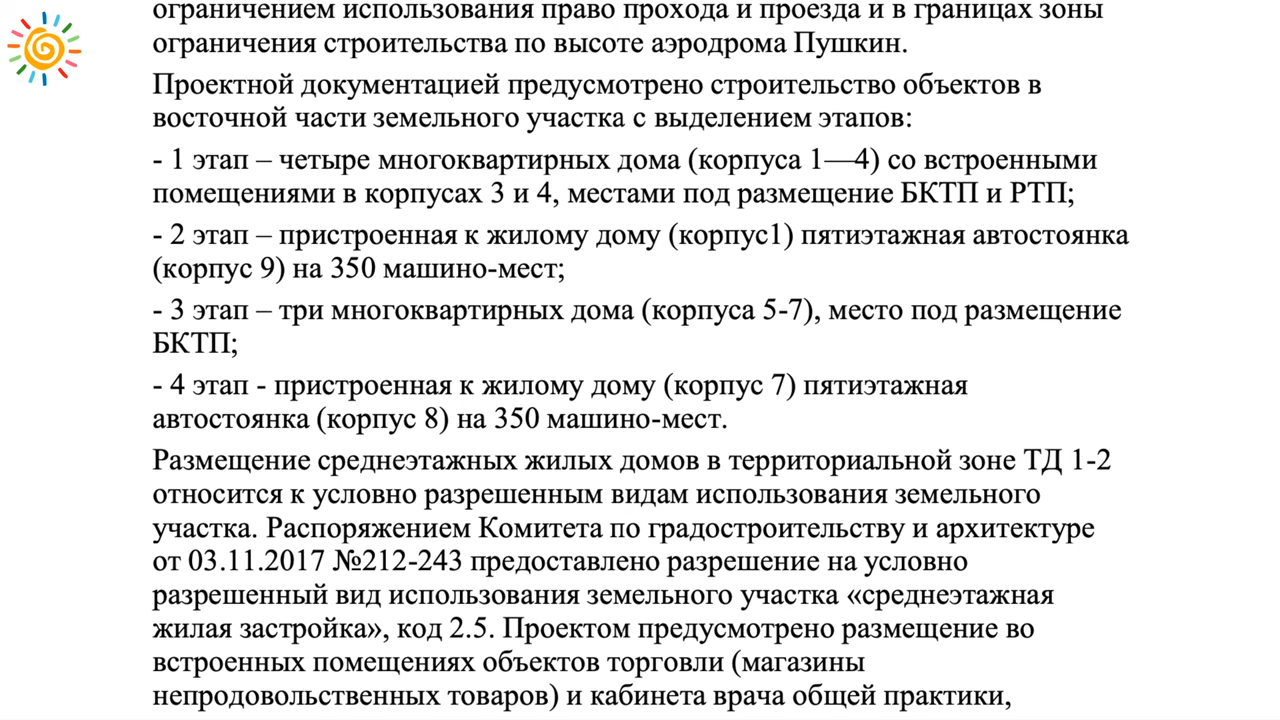 ограничением использования право прохода и проезда и в границах зоны
ограничения строительства по высоте аэродрома Пушкин.
Проектной документацией предусмотрено строительство объектов в
восточной части земельного участка с выделением этапов:
- 1 этап – четыре многоквартирных дома (корпуса 1—4) со встроенными
помещениями в корпусах 3 и 4, местами под размещение БКТП и РТП;
- 2 этап – пристроенная к жилому дому (корпус1) пятиэтажная автостоянка
(корпус 9) на 350 машино-мест;
- 3 этап – три многоквартирных дома (корпуса 5-7), место под размещение
БКТП;
- 4 этап - пристроенная к жилому дому (корпус 7) пятиэтажная
автостоянка (корпус 8) на 350 машино-мест.
Размещение среднеэтажных жилых домов в территориальной зоне ТД 1-2
относится к условно разрешенным видам использования земельного
участка. Распоряжением Комитета по градостроительству и архитектуре
от 03.11.2017 №212-243 предоставлено разрешение на условно
разрешенный вид использования земельного участка «среднеэтажная
жилая застройка», код 2.5. Проектом предусмотрено размещение во
встроенных помещениях объектов торговли (магазины
непродовольственных товаров) и кабинета врача общей практики,